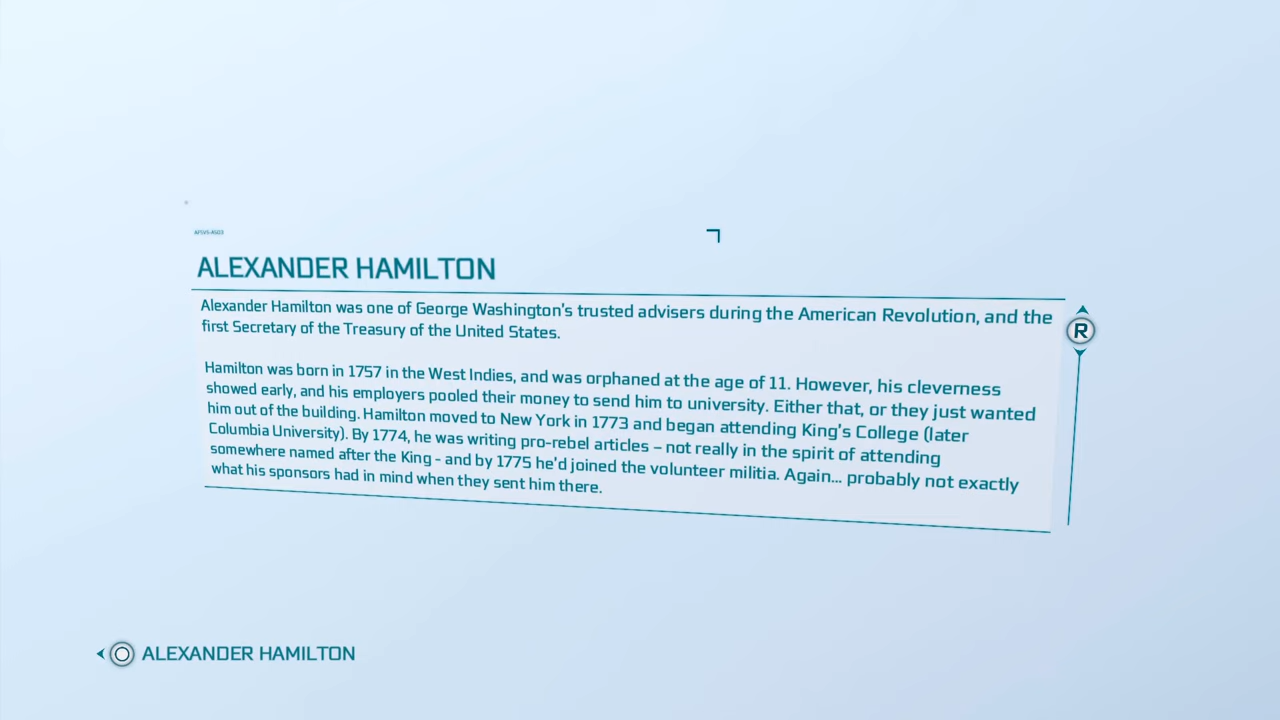 ALEXANDER HAMILTON
Alexander Hamilton was one of George Washington's trusted advisers during the American Revolution, and the
first Secretary of the Treasury of the United States.
Hamilton was born in 1757 in the West Indies, and was orphaned at the age of 11. However, his cleverness
showed early, and his employers pooled their money to send him to university. Either that, or they just wanted
him out of the building. Hamilton moved to New York in 1773 and began attending King's College (later
Columbia University). By 1774, he was writing pro-rebel articles – not really in the spirit of attending
somewhere named after the King - and by 1775 he'd joined the volunteer militia. Again... probably not exactly
what his sponsors had in mind when they sent him there.
R
ALEXANDER HAMILTON